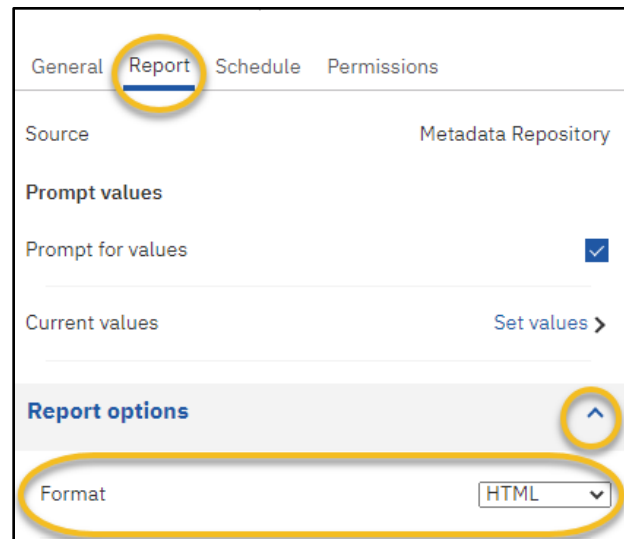 General Report Schedule Permissions
Source Metadata Repository
Prompt values
Prompt for values
Current values Set values
Report options
Format HTML